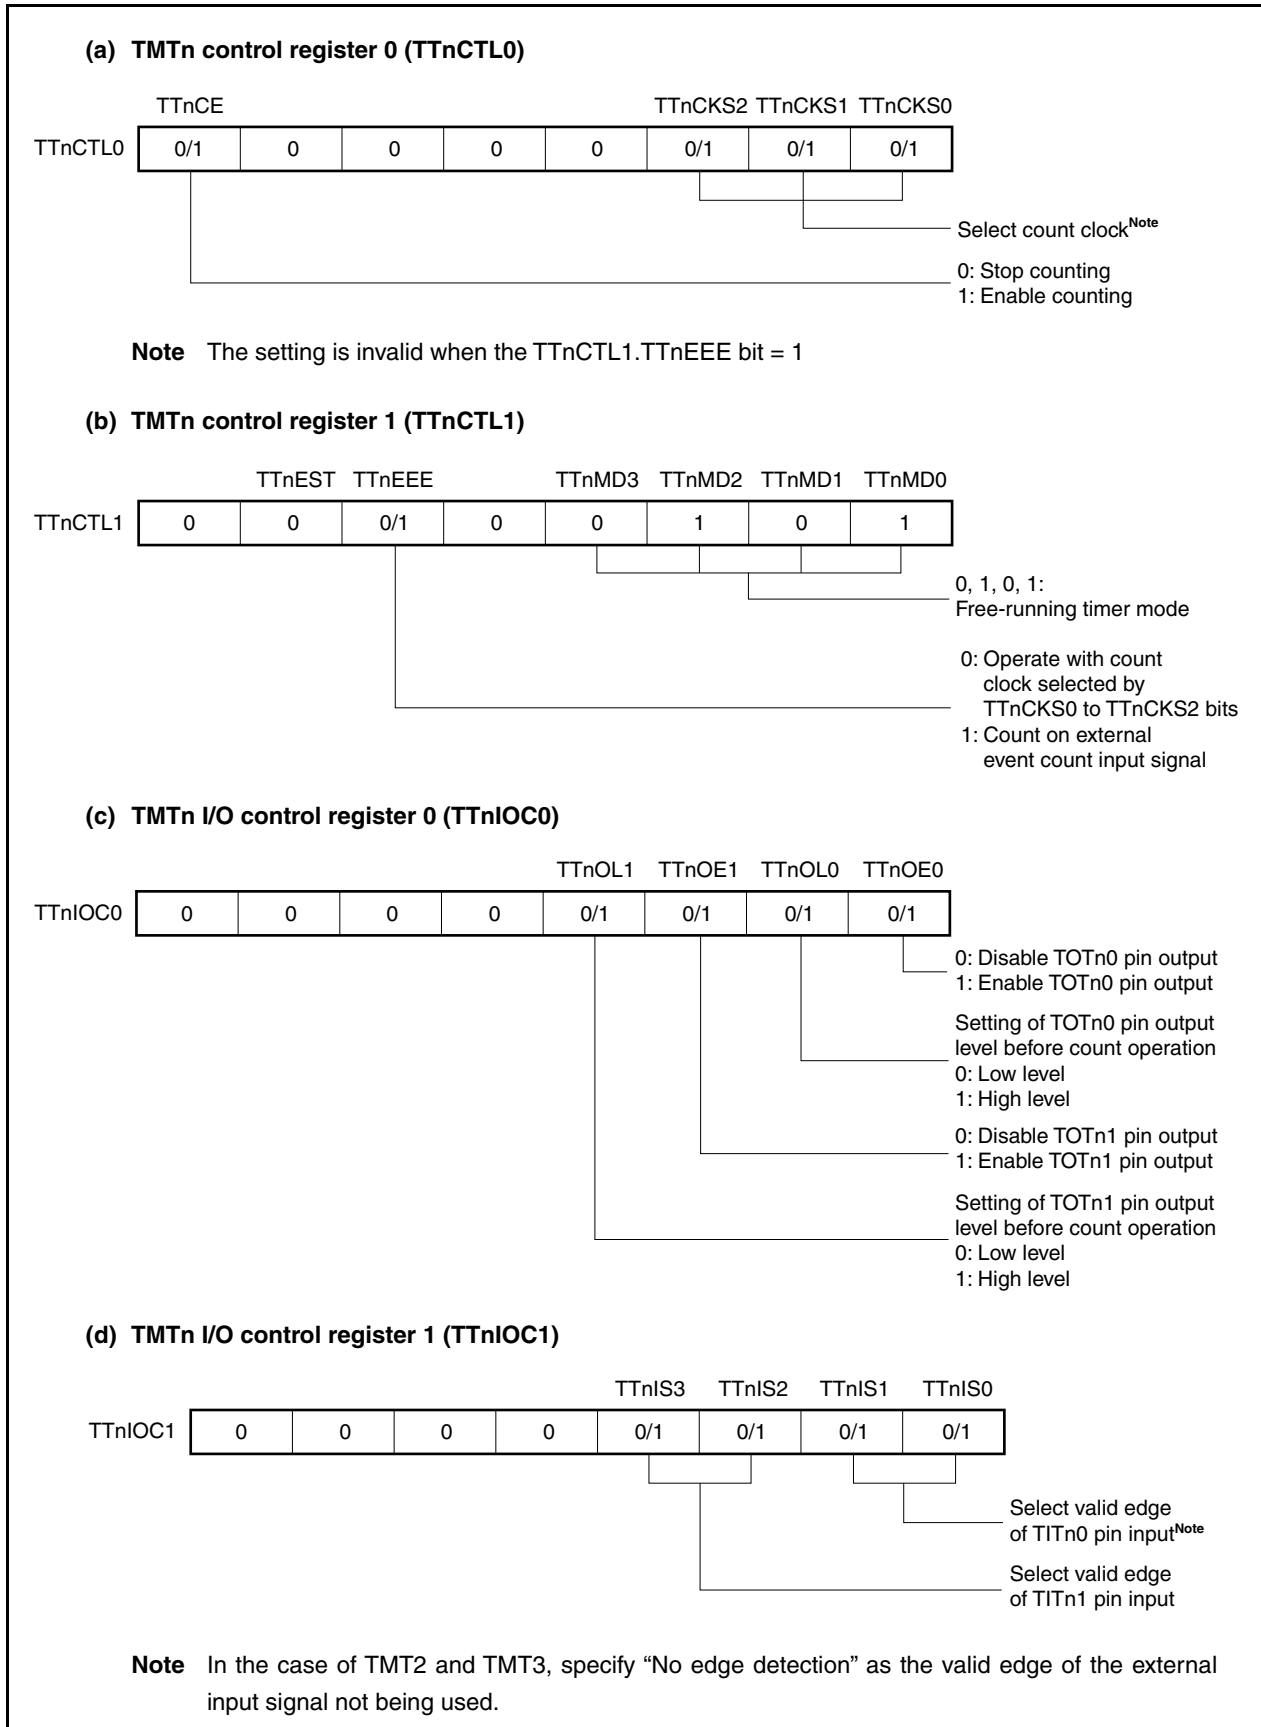 (a) TMTn control register 0 (TTnCTL0)
TTnCE TTnCKS2 TTnCKS1 TTnCKS0
TTnCTL0 0/1 0 0 0 0 0/1 0/1 0/1
Select count clockNote
0: Stop counting
1: Enable counting
Note The setting is invalid when the TTnCTL1.TTnEEE bit = 1
(b) TMTn control register 1 (TTnCTL1)
TTnEST TTnEEE TTnMD3 TTnMD2 TTnMD1 TTnMD0
TTnCTL1 0 0 0/1 0 0 1 0 1
0, 1, 0, 1:
Free-running timer mode
0: Operate with count
clock selected by
TTnCKS0 to TTnCKS2 bits
1: Count on external
event count input signal
(c) TMTn I/O control register 0 (TTnIOC0)
TTnOL1 TTnOE1 TTnOL0 TTnOE0
TTnIOC0 0 0 0 0 0/1 0/1 0/1 0/1
0: Disable TOTn0 pin output
1: Enable TOTn0 pin output
Setting of TOTn0 pin output
level before count operation
0: Low level
1: High level
0: Disable TOTn1 pin output
1: Enable TOTn1 pin output
Setting of TOTn1 pin output
level before count operation
0: Low level
1: High level
(d) TMTn I/O control register 1 (TTnIOC1)
TTnIS3 TTnIS2 TTnIS1 TTnIS0
TTnIOC1 0 0 0 0 0/1 0/1 0/1 0/1
Select valid edge
of TITn0 pin inputNote
Select valid edge
of TITn1 pin input
Note In the case of TMT2 and TMT3, specify “No edge detection” as the valid edge of the external
input signal not being used.